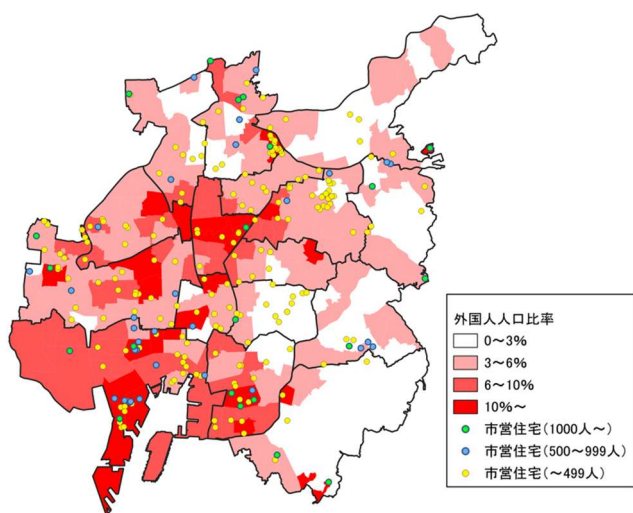 外国人人口比率
0～3%
3～6%
6～10%
10%～
市営住宅(1000人～)
市営住宅(500～999人)
市営住宅(～499人)